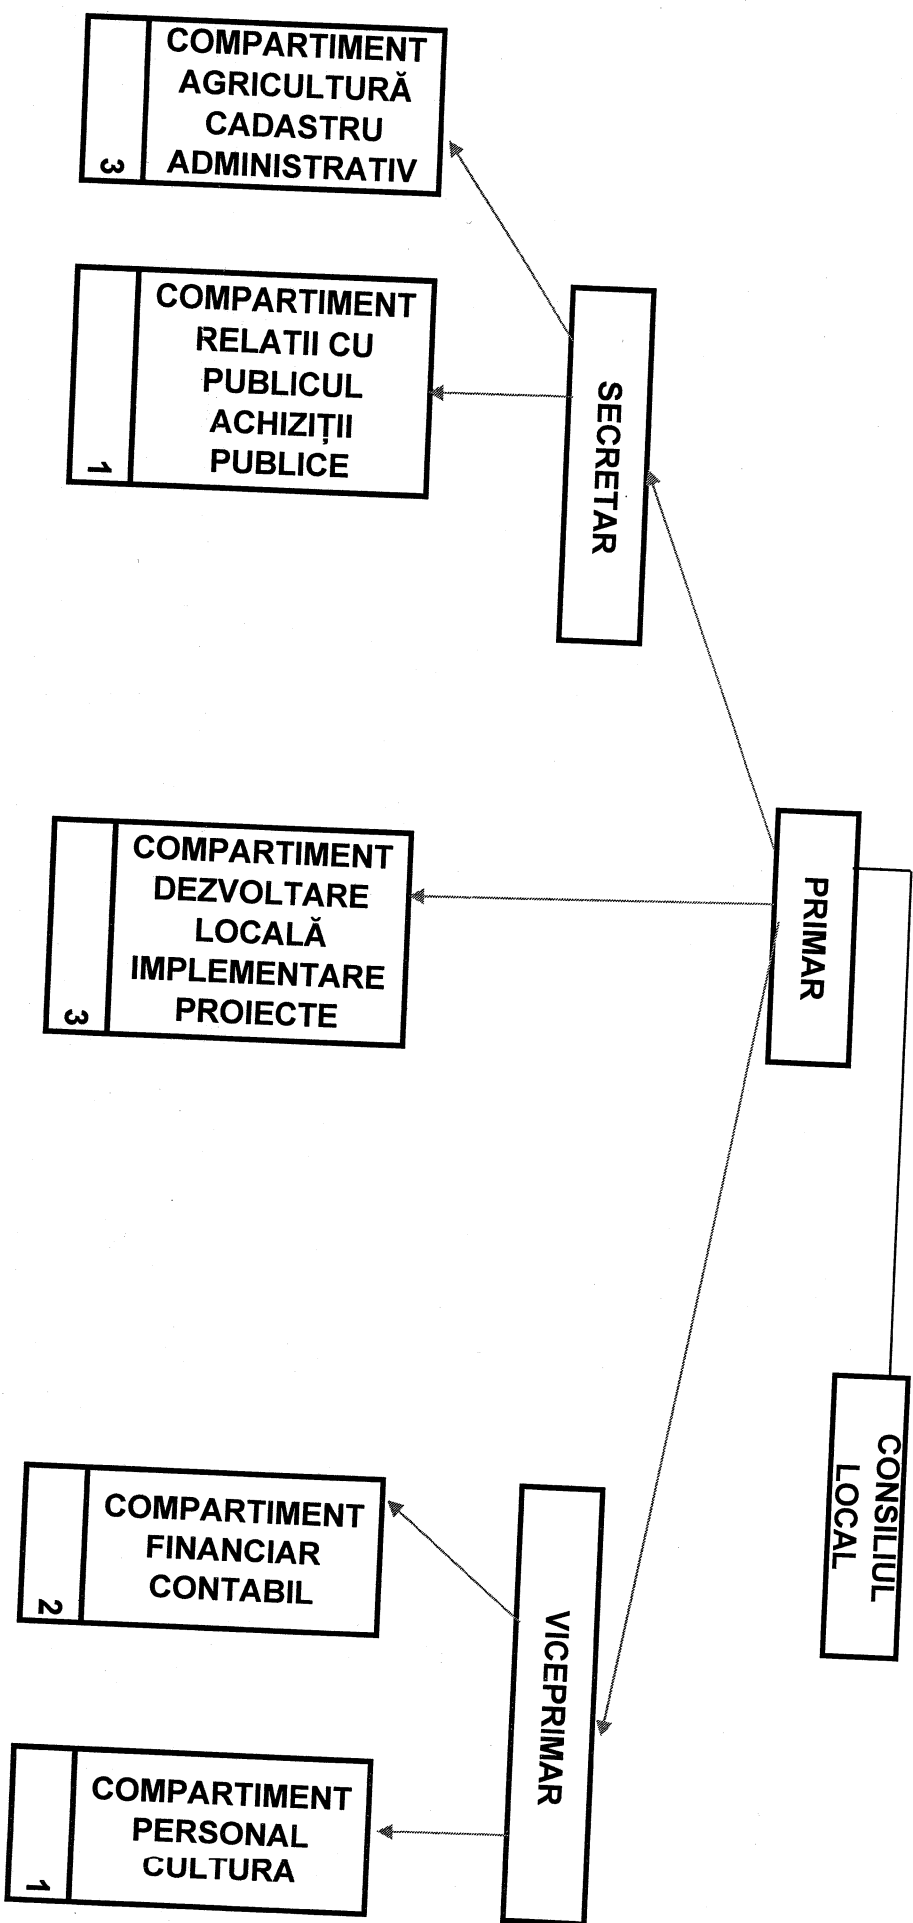 CONSILIUL
LOCAL
PRIMAR
SECRETAR
VICEPRIMAR
COMPARTIMENT
AGRICULTURĂ
CADASTRU
ADMINISTRATIV
3
COMPARTIMENT
RELATII CU
PUBLICUL
ACHIZIȚII
PUBLICE
1
COMPARTIMENT
DEZVOLTARE
LOCALĂ
IMPLEMENTARE
PROIECTE
3
COMPARTIMENT
FINANCIAR
CONTABIL
2
COMPARTIMENT
PERSONAL
CULTURA
1